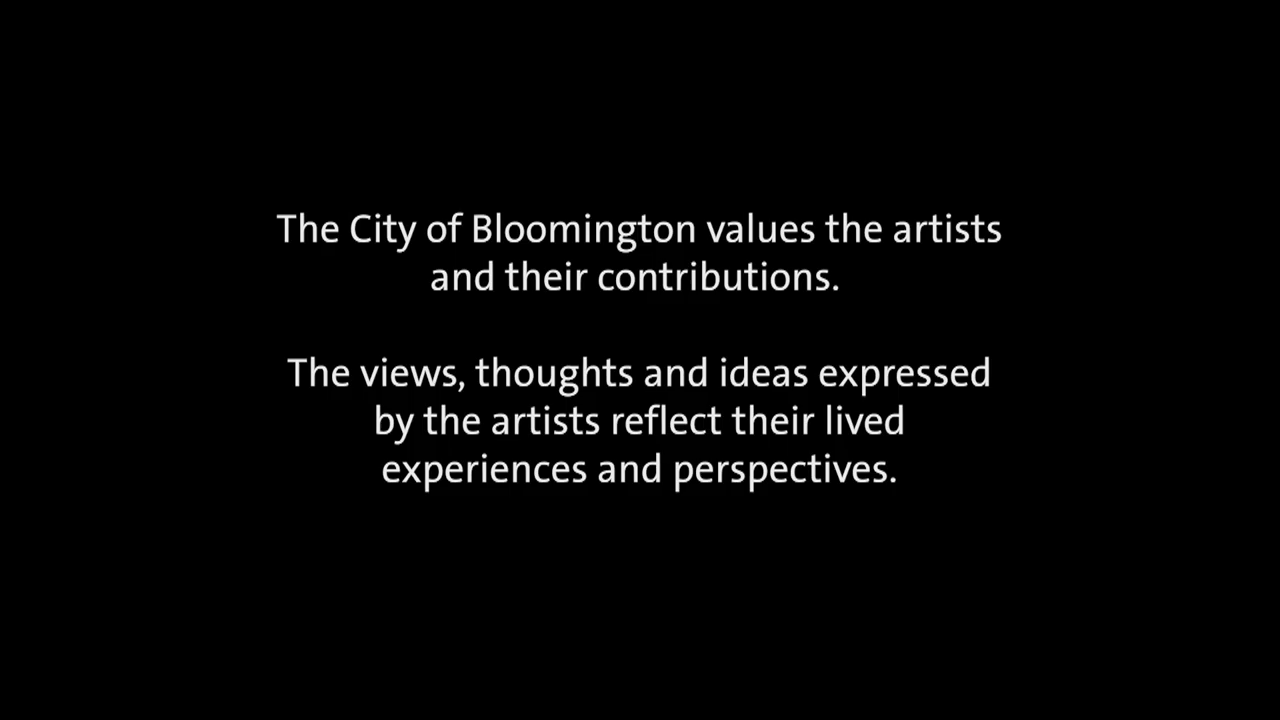 The City of Bloomington values the artists
and their contributions.
The views, thoughts and ideas expressed
by the artists reflect their lived
experiences and perspectives.